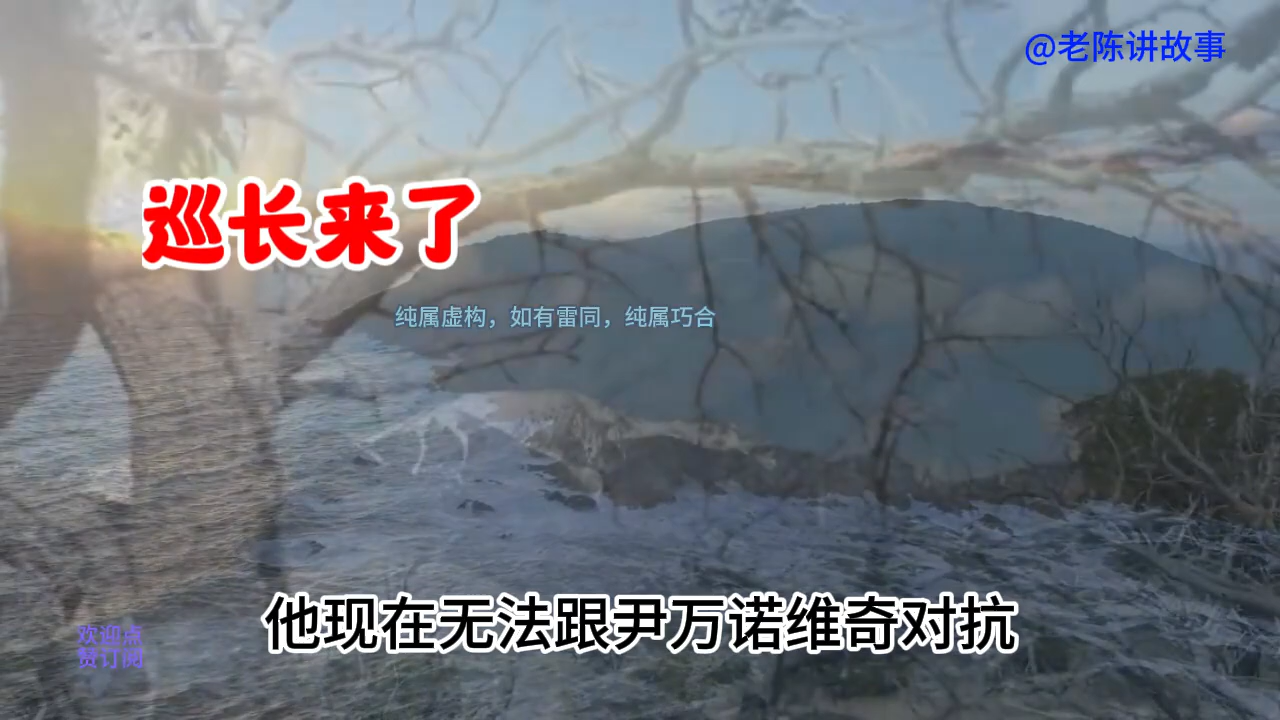 @老陈讲故事
巡长来了
纯属虚构，如有雷同，纯属巧合
他现在无法跟尹万诺维奇对抗
欢迎点
赞订阅